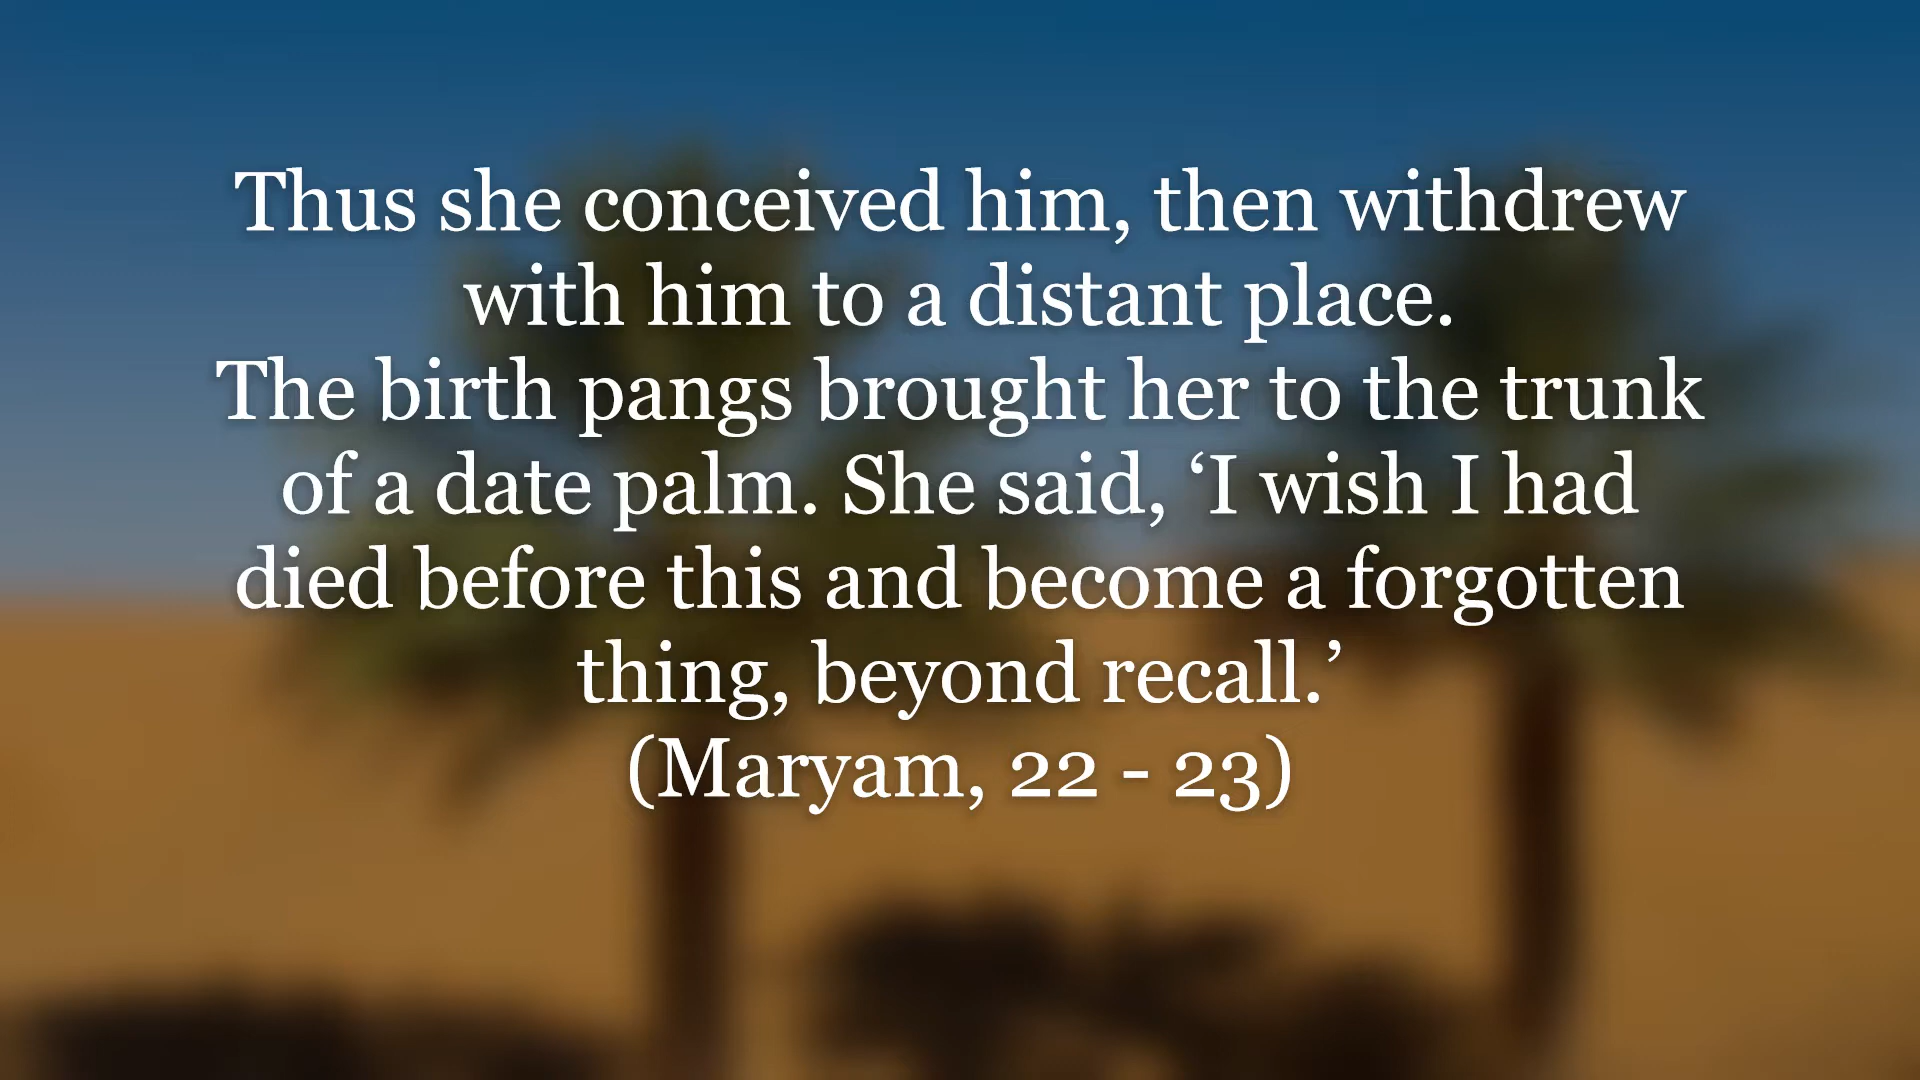 Thus she conceived him, then withdrew
with him to a distant place.
The birth pangs brought her to the trunk
of a date palm. She said, ‘I wish I had
died before this and become a forgotten
thing, beyond recall.’
(Maryam, 22 - 23)